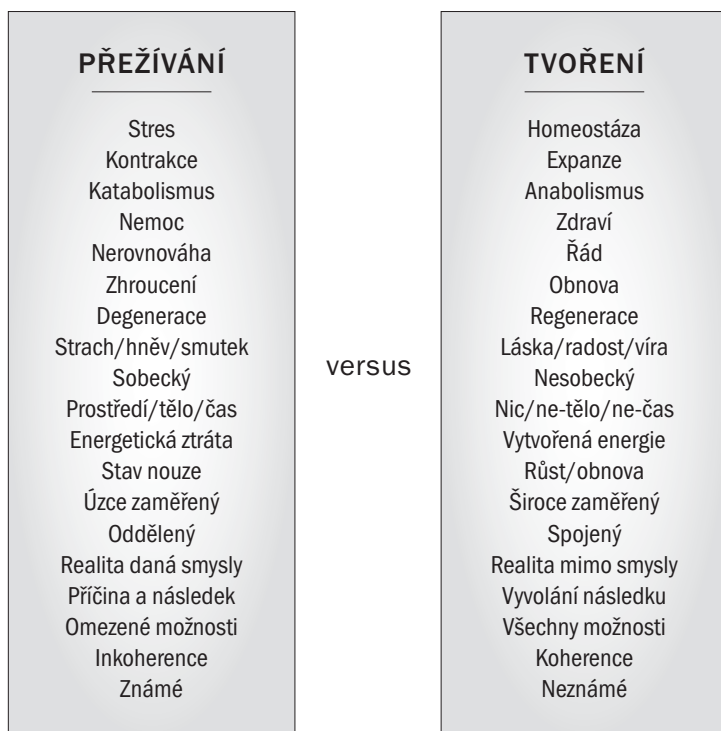 PŘEŽÍVÁNÍ
Stres
Kontrakce
Katabolismus
Nemoc
Nerovnováha
Zhroucení
Degenerace
Strach/hněv/smutek
Sobecký
Prostředí/tělo/čas
Energetická ztráta
Stav nouze
Úzce zaměřený
Oddělený
Realita daná smysly
Příčina a následek
Omezené možnosti
Inkoherence
Známé
versus
TVOŘENÍ
Homeostáza
Expanze
Anabolismus
Zdraví
Řád
Obnova
Regenerace
Láska/radost/víra
Nesobecký
Nic/ne-tělo/ne-čas
Vytvořená energie
Růst/obnova
Široce zaměřený
Spojený
Realita mimo smysly
Vyvolání následku
Všechny možnosti
Koherence
Neznámé